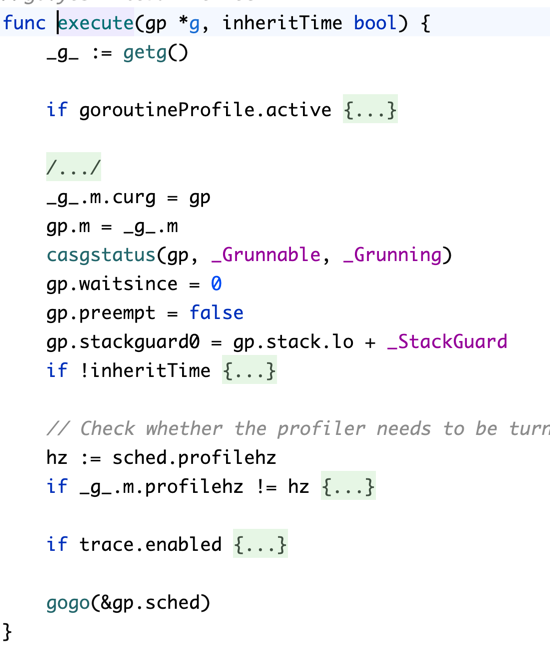 func execute(gp *g, inheritTime bool) {
_g_ := getg()
if goroutineProfile.active {...}
/.../
_g_.m.curg = gp
gp.m = _g_.m
casgstatus(gp, _Grunnable, _Grunning)
gp.waitsince = 0
gp.preempt = false
gp.stackguard0 = gp.stack.lo + _StackGuard
if !inheritTime {...}
// Check whether the profiler needs to be turn
hz := sched.profilehz
if _g_.m.profilehz != hz {...}
if trace.enabled {...}
gogo(&gp.sched)
}